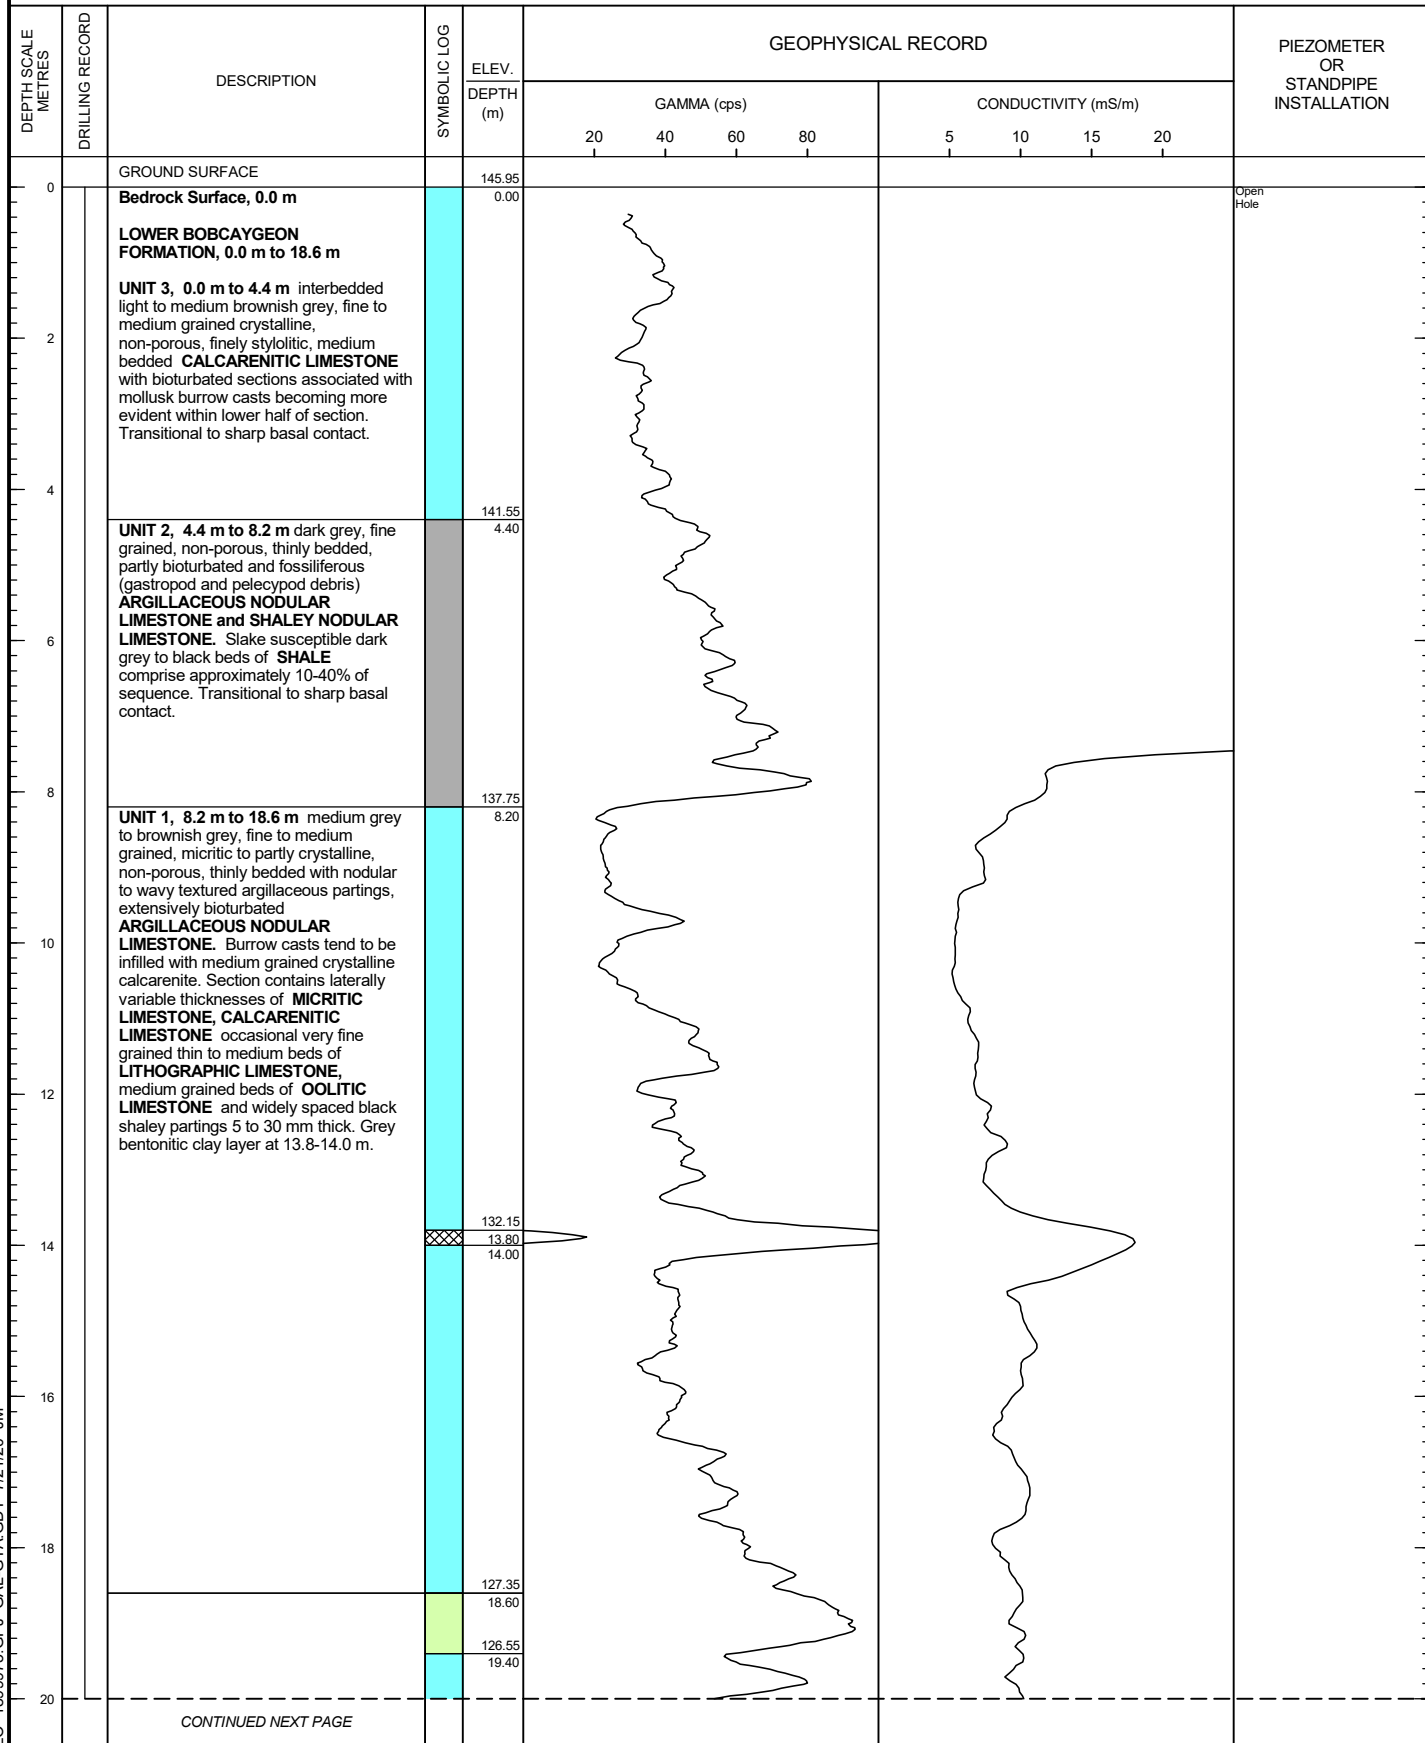 DEPTH SCALE
METRES
DRILLING RECORD
DESCRIPTION
SYMBOLIC LOG
ELEV.
DEPTH
(m)
GEOPHYSICAL RECORD
GAMMA (cps)
20 40 60 80
CONDUCTIVITY (mS/m)
5 10 15 20
PIEZOMETER
OR
STANDPIPE
INSTALLATION
GROUND SURFACE
145.95
0
Bedrock Surface, 0.0 m
0.00
Open
Hole
LOWER BOBCAYGEON
FORMATION, 0.0 m to 18.6 m
UNIT 3, 0.0 m to 4.4 m interbedded
light to medium brownish grey, fine to
medium grained crystalline,
non-porous, finely stylolitic, medium
bedded CALCARENITIC LIMESTONE
with bioturbated sections associated with
mollusk burrow casts becoming more
evident within lower half of section.
Transitional to sharp basal contact.
2
4
141.55
4.40
UNIT 2, 4.4 m to 8.2 m dark grey, fine
grained, non-porous, thinly bedded,
partly bioturbated and fossiliferous
(gastropod and pelecypod debris)
ARGILLACEOUS NODULAR
LIMESTONE and SHALEY NODULAR
LIMESTONE. Slake susceptible dark
grey to black beds of SHALE
comprise approximately 10-40% of
sequence. Transitional to sharp basal
contact.
6
8
137.75
8.20
UNIT 1, 8.2 m to 18.6 m medium grey
to brownish grey, fine to medium
grained, micritic to partly crystalline,
non-porous, thinly bedded with nodular
to wavy textured argillaceous partings,
extensively bioturbated
ARGILLACEOUS NODULAR
LIMESTONE. Burrow casts tend to be
infilled with medium grained crystalline
calcarenite. Section contains laterally
variable thicknesses of MICRITIC
LIMESTONE, CALCARENITIC
LIMESTONE occasional very fine
grained thin to medium beds of
LITHOGRAPHIC LIMESTONE,
medium grained beds of OOLITIC
LIMESTONE and widely spaced black
shaley partings 5 to 30 mm thick. Grey
bentonitic clay layer at 13.8-14.0 m.
10
12
132.15
13.80
14
14.00
16
18
127.35
18.60
126.55
19.40
20
CONTINUED NEXT PAGE